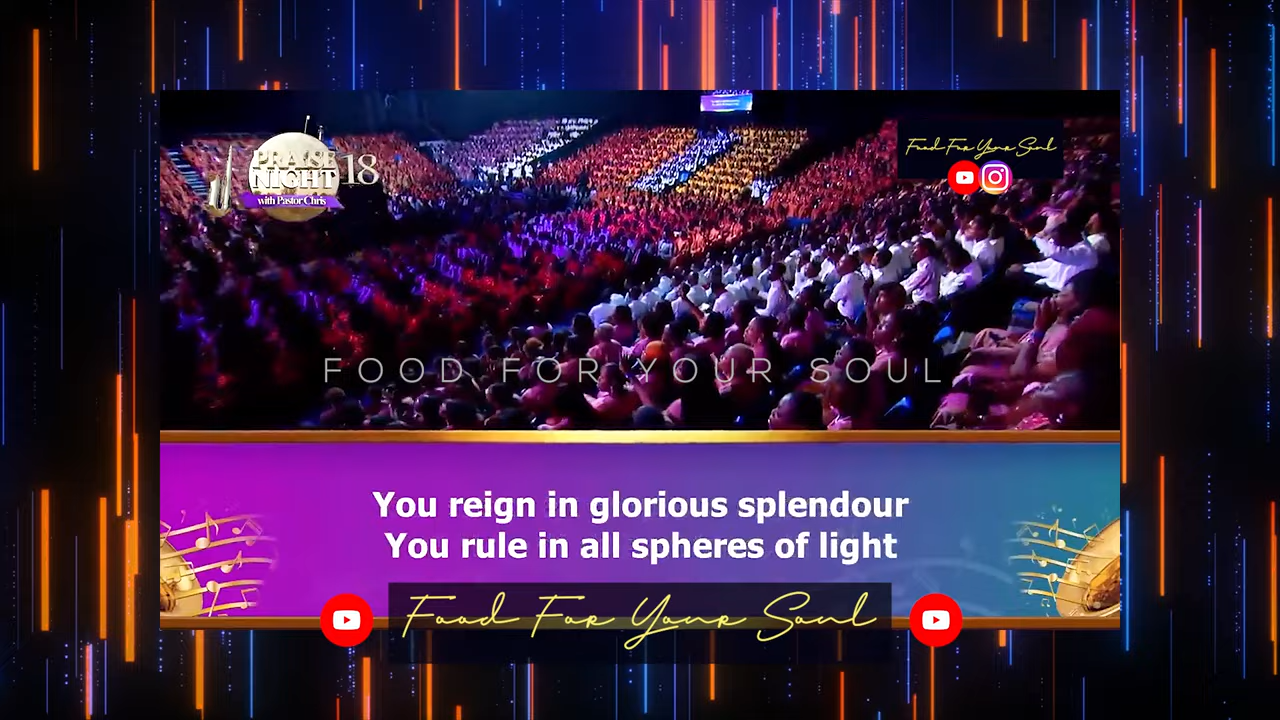 PRAISE
NIGHT 18
with Pastor Chris
Food For Your Soul
FOOD FOR YOUR SOUL
You reign in glorious splendour
You rule in all spheres of light
Food For Your Soul